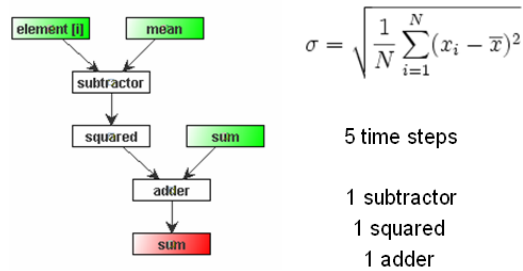 element [i]
mean
subtractor
squared
sum
adder
sum
σ = √(1/N ∑_{i=1}^{N} (x_i − x̅)²)
5 time steps
1 subtractor
1 squared
1 adder